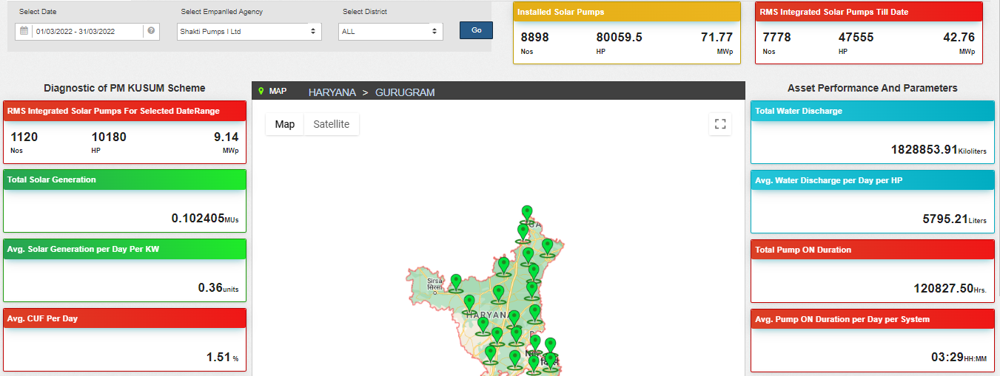 Select Date
Select Empanlled Agency
Select District
01/03/2022 - 31/03/2022
Shakti Pumps I Ltd
ALL
Go
Installed Solar Pumps
8898 80059.5 71.77
Nos HP MWp
RMS Integrated Solar Pumps Till Date
7778 47555 42.76
Nos HP MWp
Diagnostic of PM KUSUM Scheme
RMS Integrated Solar Pumps For Selected DateRange
1120 10180 9.14
Nos HP MWp
Total Solar Generation
0.102405MUs
Avg. Solar Generation per Day Per KW
0.36units
Avg. CUF Per Day
1.51 %
MAP HARYANA > GURUGRAM
Map Satellite
Sirsa
सिरसा
HARYANA
Asset Performance And Parameters
Total Water Discharge
1828853.91Kiloliters
Avg. Water Discharge per Day per HP
5795.21Liters
Total Pump ON Duration
120827.50Hrs.
Avg. Pump ON Duration per Day per System
03:29HH:MM